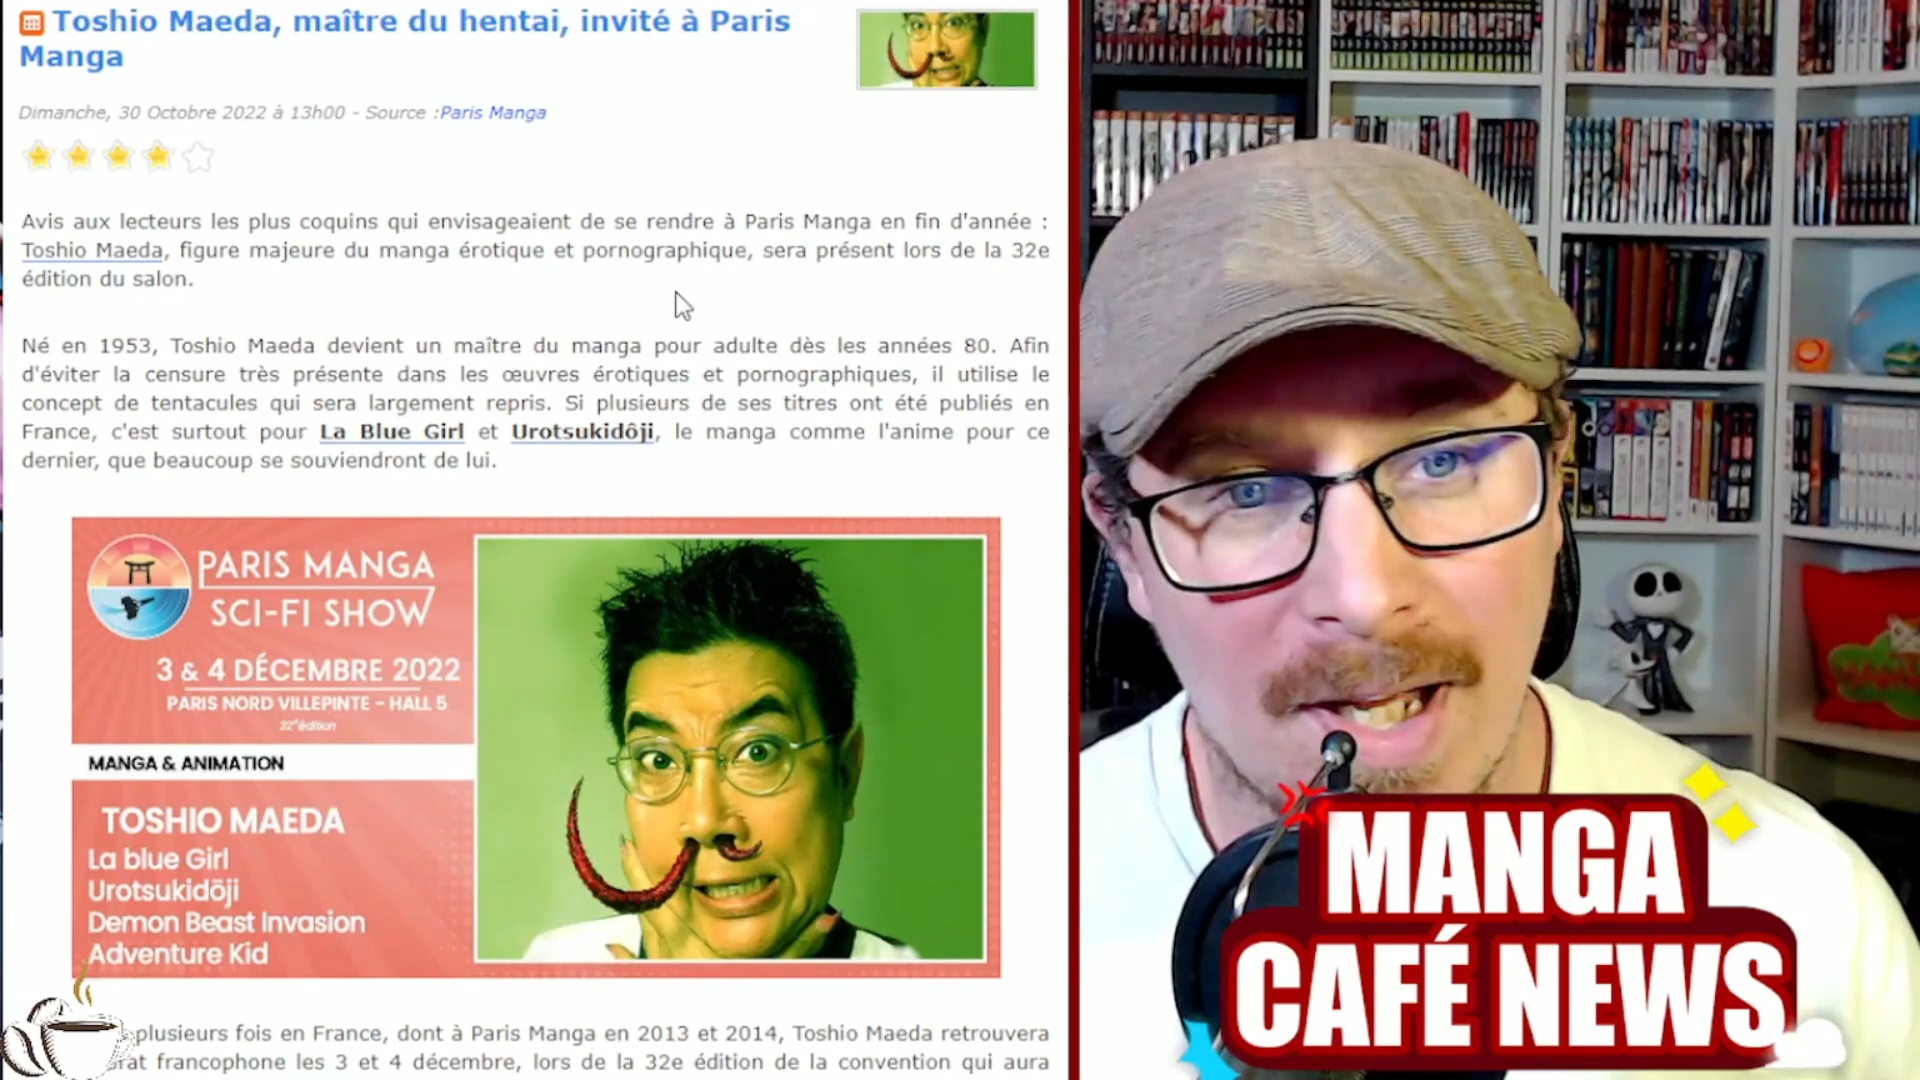 Toshio Maeda, maître du hentai, invité à Paris
Manga
Dimanche, 30 Octobre 2022 à 13h00 - Source :Paris Manga
Avis aux lecteurs les plus coquins qui envisageaient de se rendre à Paris Manga en fin d'année :
Toshio Maeda, figure majeure du manga érotique et pornographique, sera présent lors de la 32e
édition du salon.
Né en 1953, Toshio Maeda devient un maître du manga pour adulte dès les années 80. Afin
d'éviter la censure très présente dans les œuvres érotiques et pornographiques, il utilise le
concept de tentacules qui sera largement repris. Si plusieurs de ses titres ont été publiés en
France, c'est surtout pour La Blue Girl et Urotsukidôji, le manga comme l'anime pour ce
dernier, que beaucoup se souviendront de lui.
PARIS MANGA
SCI-FI SHOW
3 & 4 DÉCEMBRE 2022
PARIS NORD VILLEPINTE - HALL 5
32e édition
MANGA & ANIMATION
TOSHIO MAEDA
La blue Girl
Urotsukidōji
Demon Beast Invasion
Adventure Kid
plusieurs fois en France, dont à Paris Manga en 2013 et 2014, Toshio Maeda retrouvera
francophone les 3 et 4 décembre, lors de la 32e édition de la convention qui aura
MANGA
CAFÉ NEWS